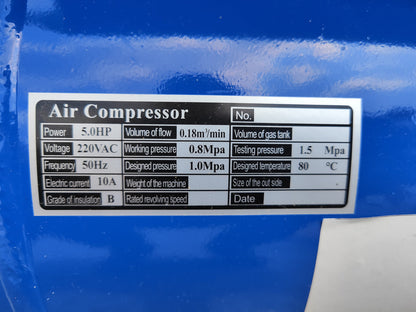 Air Compressor No.
Power 5.0HP Volume of flow 0.18m³/min Volume of gas tank
Voltage 220VAC Working pressure 0.8Mpa Testing pressure 1.5 Mpa
Frequency 50Hz Designed pressure 1.0Mpa Designed temperature 80 °C
Electric current 10A Weight of the machine Size of the out side
Grade of insulation B Rated revolving speed Date